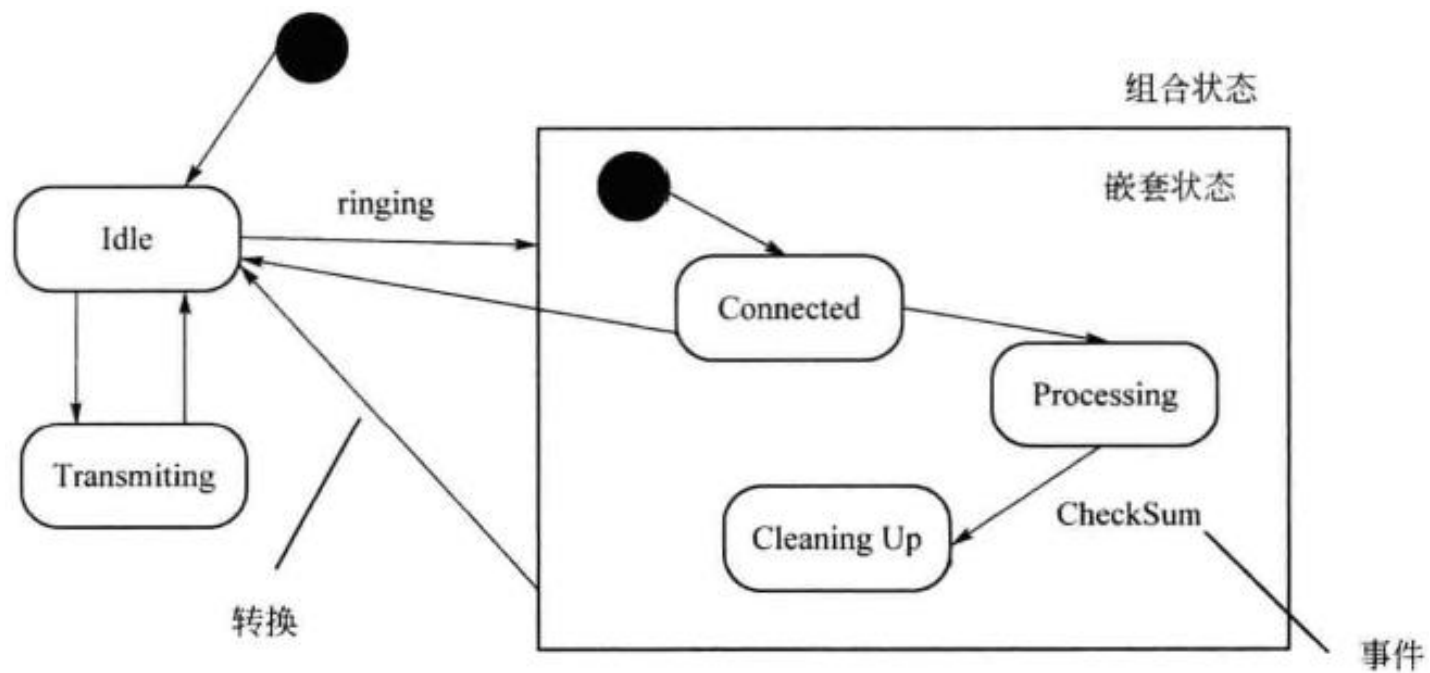 组合状态
嵌套状态
ringing
Idle
Connected
Processing
Transmiting
CheckSum
Cleaning Up
转换
事件